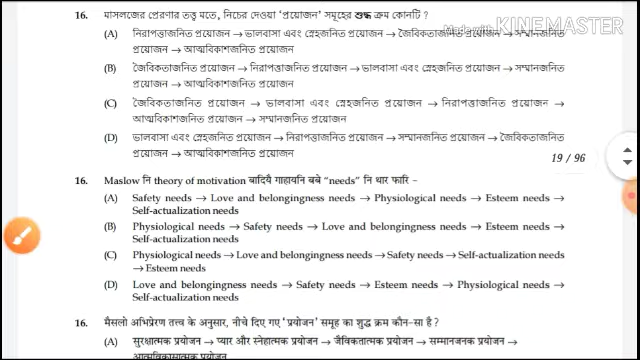 16. মাসলজের প্রেরণার তত্ত্ব মতে, নিচের দেওয়া ‘প্রয়োজন’ সমূহের শুদ্ধ ক্রম কোনটি ?
Made with KINEMASTER
(A) নিরাপত্তাজনিত প্রয়োজন → ভালবাসা এবং স্নেহজনিত প্রয়োজন → জৈবিকতাজনিত প্রয়োজন → সম্মানজনিত
প্রয়োজন → আত্মবিকাশজনিত প্রয়োজন
(B) জৈবিকতাজনিত প্রয়োজন → নিরাপত্তাজনিত প্রয়োজন → ভালবাসা এবং স্নেহজনিত প্রয়োজন → সম্মানজনিত
প্রয়োজন → আত্মবিকাশজনিত প্রয়োজন
(C) জৈবিকতাজনিত প্রয়োজন → ভালবাসা এবং স্নেহজনিত প্রয়োজন → নিরাপত্তাজনিত প্রয়োজন →
আত্মবিকাশজনিত প্রয়োজন → সম্মানজনিত প্রয়োজন
(D) ভালবাসা এবং স্নেহজনিত প্রয়োজন → নিরাপত্তাজনিত প্রয়োজন → সম্মানজনিত প্রয়োজন → জৈবিকতাজনিত
প্রয়োজন → আত্মবিকাশজনিত প্রয়োজন
19 / 96
16. Maslow नि theory of motivation बादियै गाहायनि बबे “needs” नि थार फारि –
(A) Safety needs → Love and belongingness needs → Physiological needs → Esteem needs →
Self-actualization needs
(B) Physiological needs → Safety needs → Love and belongingness needs → Esteem needs →
Self-actualization needs
(C) Physiological needs → Love and belongingness needs → Safety needs → Self-actualization needs
→ Esteem needs
(D) Love and belongingness needs → Safety needs → Esteem needs → Physiological needs →
Self-actualization needs
16. मैसलो अभिप्रेरण तत्त्व के अनुसार, नीचे दिए गए ‘प्रयोजन’ समूह का शुद्ध क्रम कौन-सा है ?
(A) सुरक्षात्मक प्रयोजन → प्यार और स्नेहात्मक प्रयोजन → जैविकतात्मक प्रयोजन → सम्मानजनक प्रयोजन →
आत्मविकासात्मक प्रयोजन